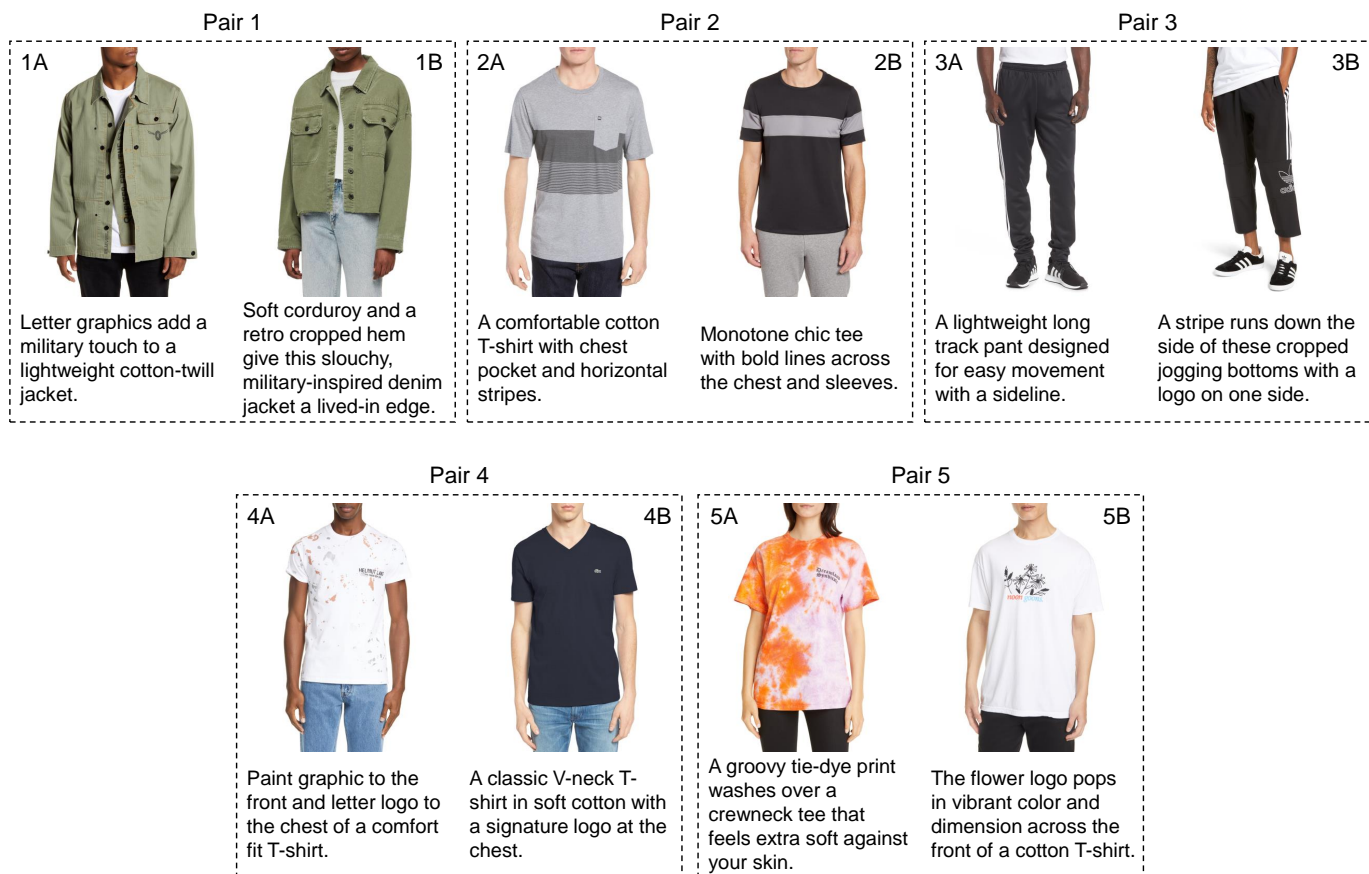 Pair 1
Pair 2
Pair 3
1A
1B
2A
2B
3A
3B
adidas
Letter graphics add a
military touch to a
lightweight cotton-twill
jacket.
Soft corduroy and a
retro cropped hem
give this slouchy,
military-inspired denim
jacket a lived-in edge.
A comfortable cotton
T-shirt with chest
pocket and horizontal
stripes.
Monotone chic tee
with bold lines across
the chest and sleeves.
A lightweight long
track pant designed
for easy movement
with a sideline.
A stripe runs down the
side of these cropped
jogging bottoms with a
logo on one side.
Pair 4
Pair 5
4A
4B
5A
5B
HELMUT LANG
Paint graphic to the
front and letter logo to
the chest of a comfort
fit T-shirt.
A classic V-neck T-
shirt in soft cotton with
a signature logo at the
chest.
A groovy tie-dye print
washes over a
crewneck tee that
feels extra soft against
your skin.
The flower logo pops
in vibrant color and
dimension across the
front of a cotton T-shirt.